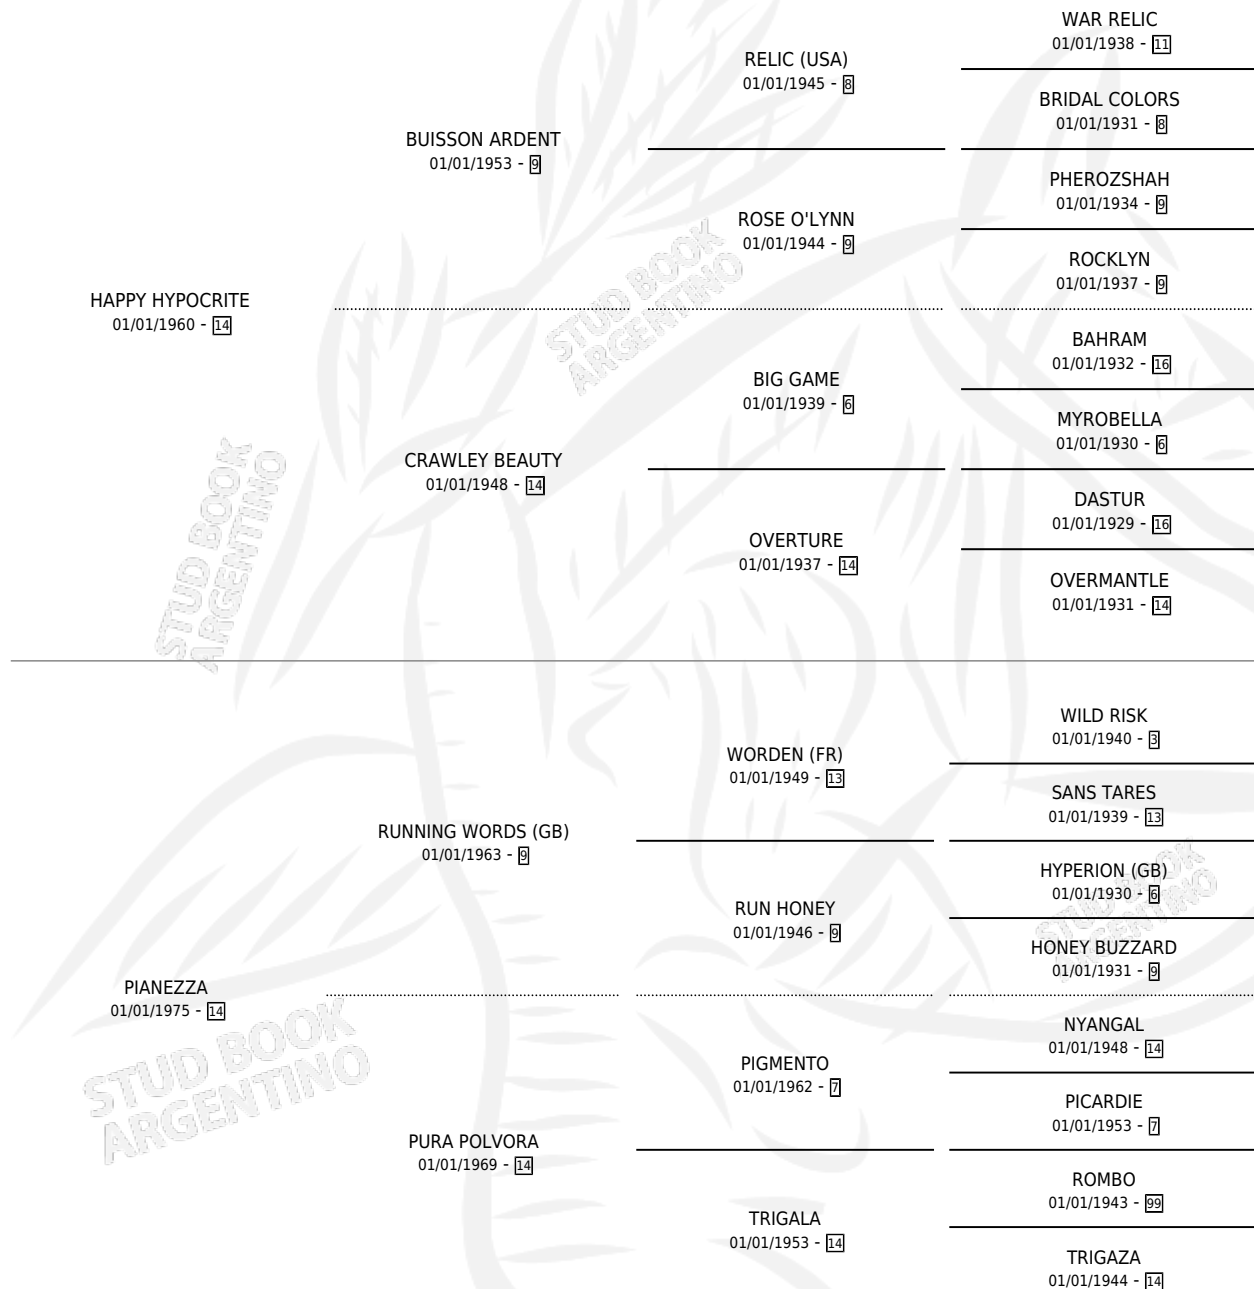 WAR RELIC
01/01/1938 - 11
RELIC (USA)
01/01/1945 - 8
BRIDAL COLORS
01/01/1931 - 8
BUISSON ARDENT
01/01/1953 - 9
PHEROZSHAH
01/01/1934 - 9
ROSE O'LYNN
01/01/1944 - 9
ROCKLYN
01/01/1937 - 9
HAPPY HYPOCRITE
01/01/1960 - 14
BAHRAM
01/01/1932 - 16
BIG GAME
01/01/1939 - 6
MYROBELLA
01/01/1930 - 6
CRAWLEY BEAUTY
01/01/1948 - 14
DASTUR
01/01/1929 - 16
OVERTURE
01/01/1937 - 14
OVERMANTLE
01/01/1931 - 14
STUD BOOK
ARGENTINO
STUD BOOK
ARGENTINO
WILD RISK
01/01/1940 - 3
WORDEN (FR)
01/01/1949 - 13
SANS TARES
01/01/1939 - 13
RUNNING WORDS (GB)
01/01/1963 - 9
HYPERION (GB)
01/01/1930 - 6
RUN HONEY
01/01/1946 - 9
HONEY BUZZARD
01/01/1931 - 9
STUD BOOK
ARGENTINO
PIANEZZA
01/01/1975 - 14
NYANGAL
01/01/1948 - 14
PIGMENTO
01/01/1962 - 7
PICARDIE
01/01/1953 - 7
STUD BOOK
ARGENTINO
PURA POLVORA
01/01/1969 - 14
ROMBO
01/01/1943 - 99
TRIGALA
01/01/1953 - 14
TRIGAZA
01/01/1944 - 14